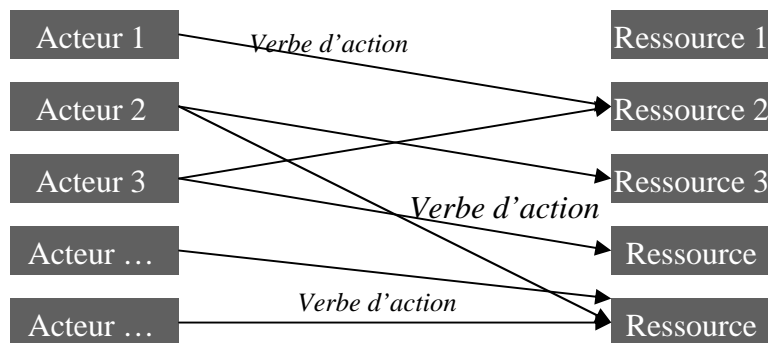 Acteur 1
Verbe d’action
Ressource 1
Acteur 2
Ressource 2
Acteur 3
Ressource 3
Verbe d’action
Acteur …
Ressource
Verbe d’action
Acteur …
Ressource